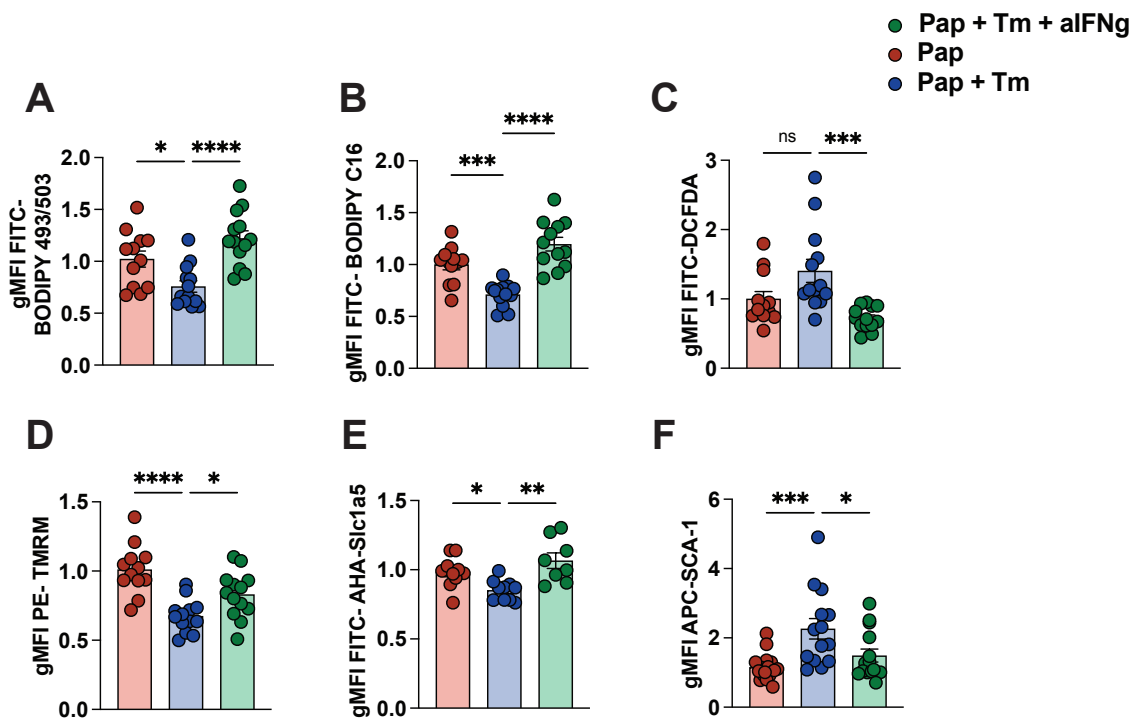 Pap + Tm + aIFNg
Pap
Pap + Tm
A
gMFI FITC-
BODIPY 493/503
2.0
1.5
1.0
0.5
0.0
*
****
B
gMFI FITC- BODIPY C16
2.0
1.5
1.0
0.5
0.0
***
****
C
gMFI FITC-DCFDA
3
2
1
0
ns
***
D
gMFI PE- TMRM
1.5
1.0
0.5
0.0
****
*
E
gMFI FITC- AHA-Slc1a5
1.5
1.0
0.5
0.0
*
**
F
gMFI APC-SCA-1
6
4
2
0
***
*